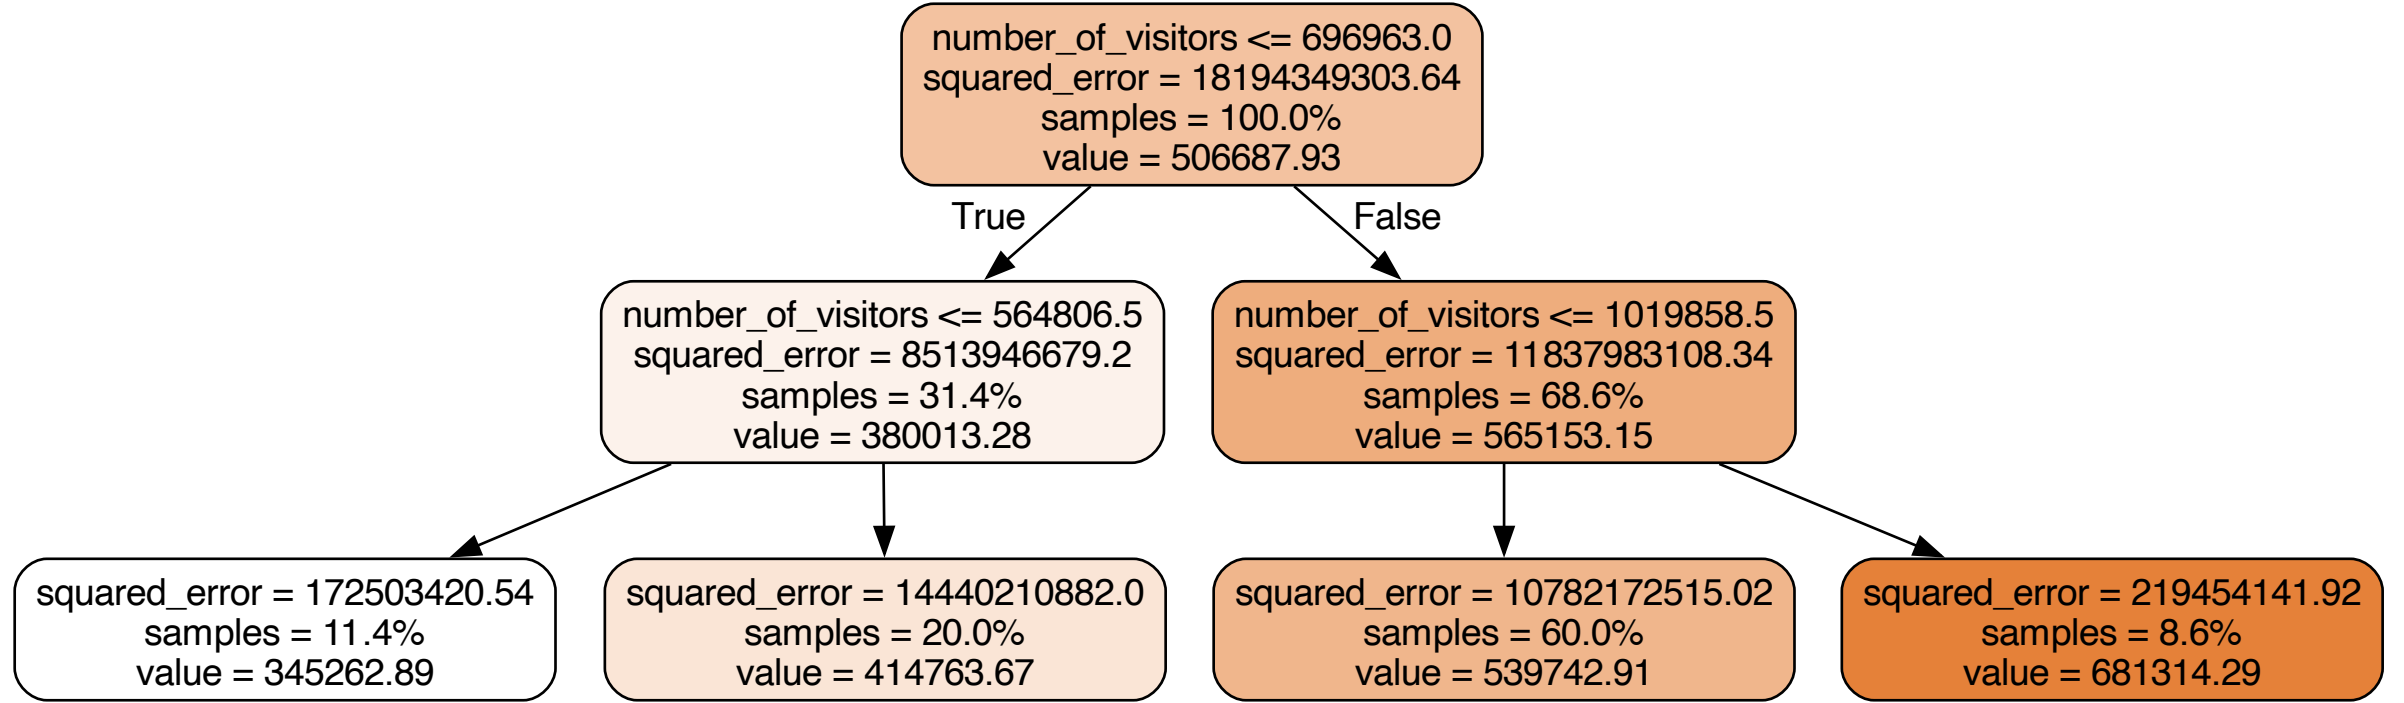 number_of_visitors <= 696963.0
squared_error = 18194349303.64
samples = 100.0%
value = 506687.93
True
False
number_of_visitors <= 564806.5
squared_error = 8513946679.2
samples = 31.4%
value = 380013.28
number_of_visitors <= 1019858.5
squared_error = 11837983108.34
samples = 68.6%
value = 565153.15
squared_error = 172503420.54
samples = 11.4%
value = 345262.89
squared_error = 14440210882.0
samples = 20.0%
value = 414763.67
squared_error = 10782172515.02
samples = 60.0%
value = 539742.91
squared_error = 219454141.92
samples = 8.6%
value = 681314.29